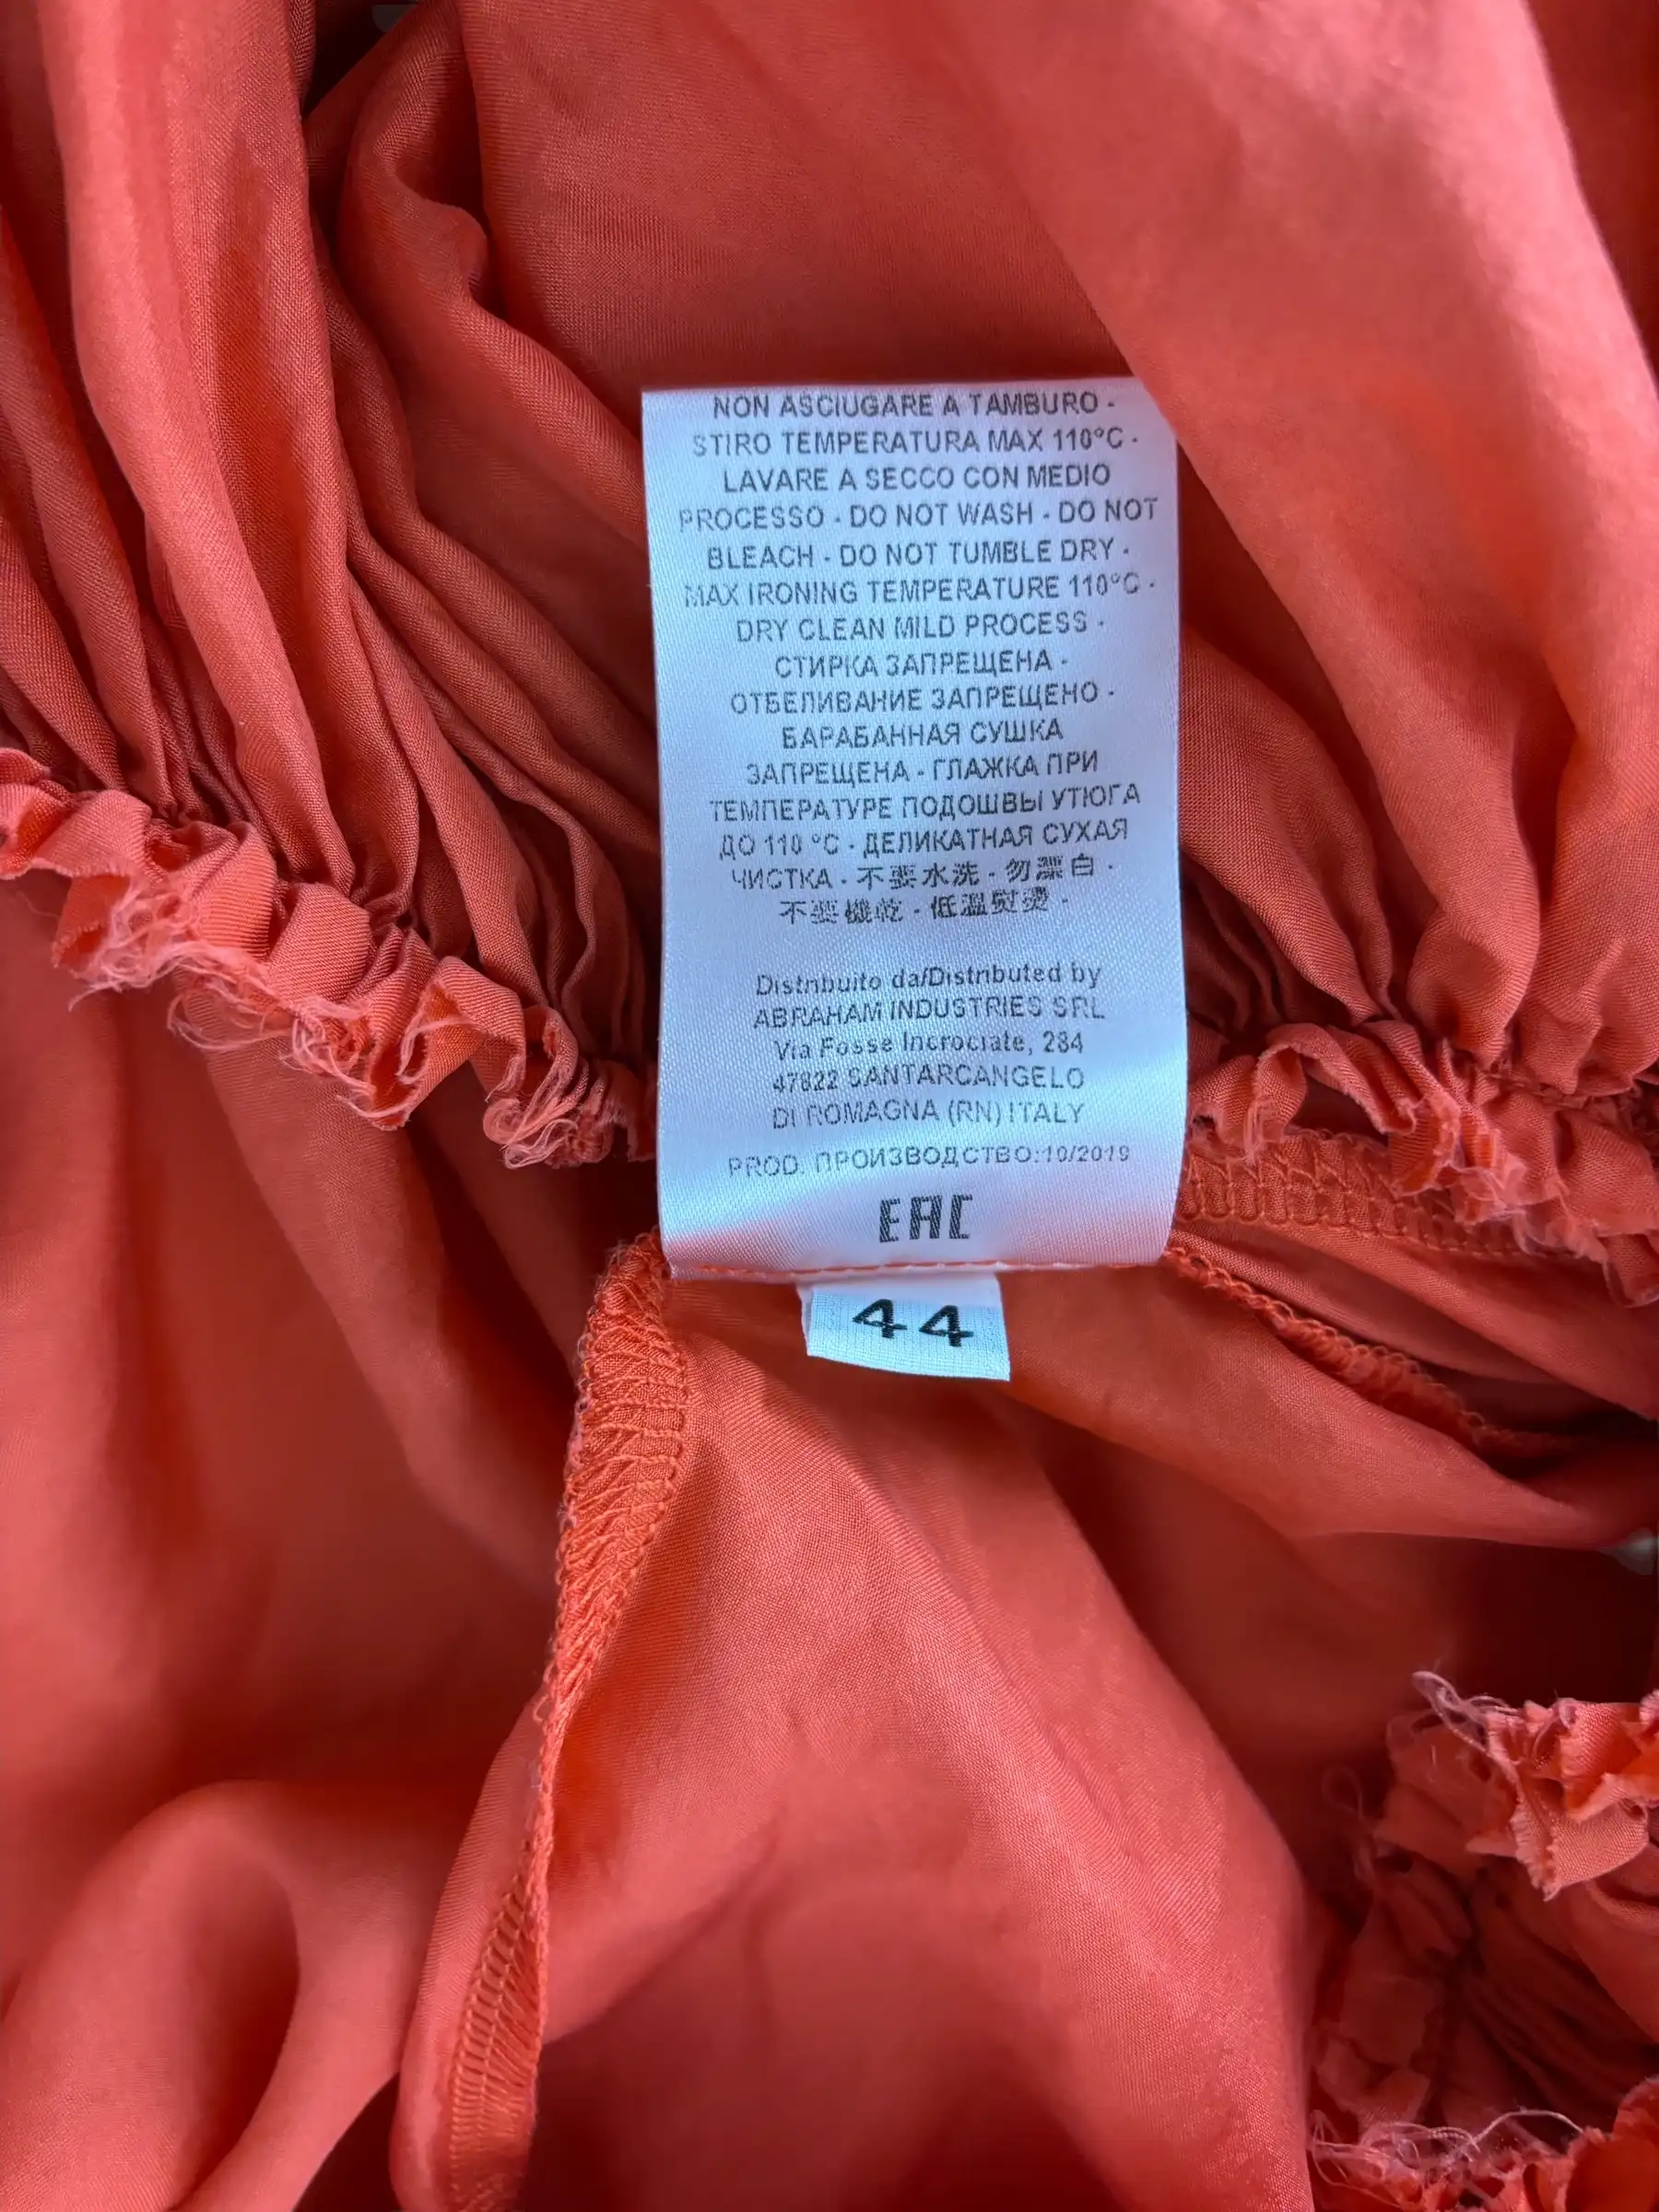 NON ASCIUGARE A TAMBURO -
STIRO TEMPERATURA MAX 110°C -
LAVARE A SECCO CON MEDIO
PROCESSO - DO NOT WASH - DO NOT
BLEACH - DO NOT TUMBLE DRY -
MAX IRONING TEMPERATURE 110°C -
DRY CLEAN MILD PROCESS -
СТИРКА ЗАПРЕЩЕНА -
ОТБЕЛИВАНИЕ ЗАПРЕЩЕНО -
БАРАБАННАЯ СУШКА
ЗАПРЕЩЕНА - ГЛАЖКА ПРИ
ТЕМПЕРАТУРЕ ПОДОШВЫ УТЮГА
ДО 110 °C - ДЕЛИКАТНАЯ СУХАЯ
ЧИСТКА - 不要水洗 - 勿漂白 -
不要機乾 - 低溫熨燙 -
Distribuito da/Distributed by
ABRAHAM INDUSTRIES SRL
Via Fosse Incrociate, 284
47822 SANTARCANGELO
DI ROMAGNA (RN) ITALY
PROD. ПРОИЗВОДСТВО:10/2019
EAC
44